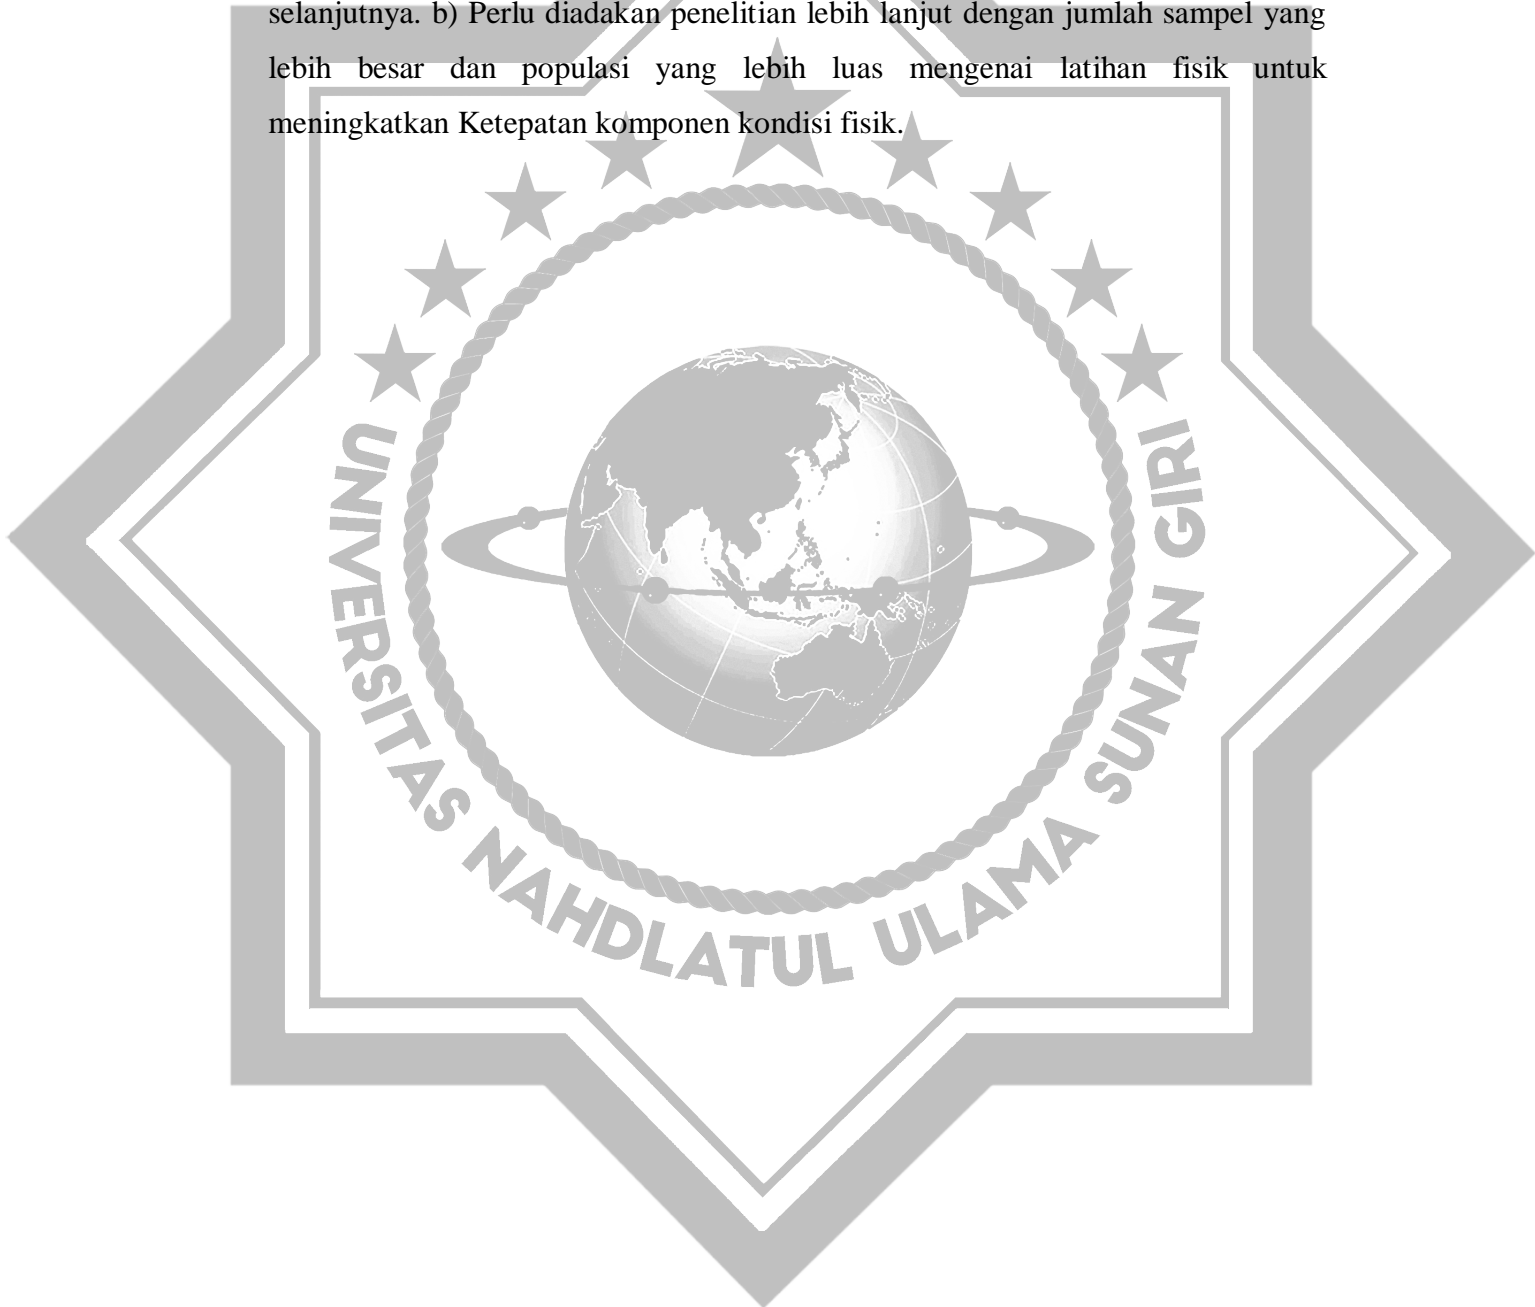 selanjutnya. b) Perlu diadakan penelitian lebih lanjut dengan jumlah sampel yang
lebih besar dan populasi yang lebih luas mengenai latihan fisik untuk
meningkatkan Ketepatan komponen kondisi fisik.
UNIVERSITAS NAHDLATUL ULAMA SUNAN GIRI